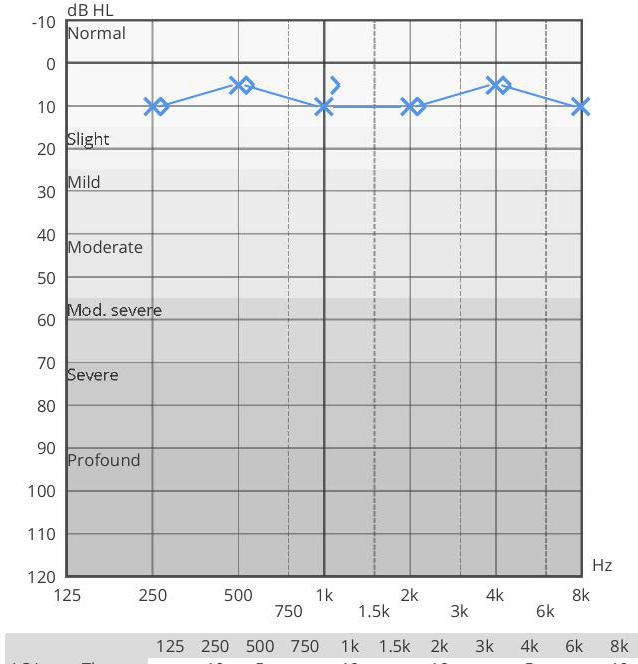 dB HL
-10
Normal
0
10
Slight
20
Mild
30
40
Moderate
50
Mod. severe
60
70
Severe
80
90
Profound
100
110
120
Hz
125 250 500 1k 2k 4k 8k
750 1.5k 3k 6k
125 250 500 750 1k 1.5k 2k 3k 4k 6k 8k